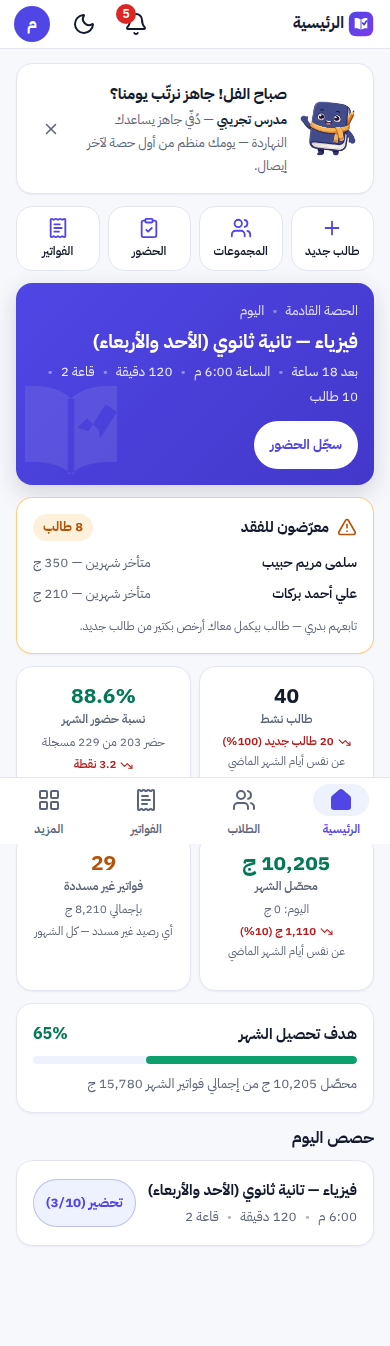 الرئيسية
5
م
صباح الفل! جاهز نرتّب يومنا؟
مدرس تجريبي — دُفّي جاهز يساعدك
النهاردة — يومك منظم من أول حصة لآخر
إيصال.
طالب جديد
المجموعات
الحضور
الفواتير
الحصة القادمة • اليوم
فيزياء — تانية ثانوي (الأحد والأربعاء)
بعد 18 ساعة • الساعة 6:00 م • 120 دقيقة • قاعة 2 •
10 طالب
سجّل الحضور
معرّضون للفقد
8 طالب
سلمى مريم حبيب
متأخر شهرين — 350 ج
علي أحمد بركات
متأخر شهرين — 210 ج
تابعهم بدري — طالب بيكمل معاك أرخص بكتير من طالب جديد.
40
طالب نشط
20 طالب جديد (100%)
عن نفس أيام الشهر الماضي
88.6%
نسبة حضور الشهر
حضر 203 من 229 مسجلة
3.2 نقطة
الرئيسية
الطلاب
الفواتير
المزيد
10,205 ج
محصّل الشهر
اليوم: 0 ج
1,110 ج (10%)
عن نفس أيام الشهر الماضي
29
فواتير غير مسددة
بإجمالي 8,210 ج
أي رصيد غير مسدد — كل الشهور
هدف تحصيل الشهر
65%
محصّل 10,205 ج من إجمالي فواتير الشهر 15,780 ج
حصص اليوم
فيزياء — تانية ثانوي (الأحد والأربعاء)
6:00 م • 120 دقيقة • قاعة 2
تحضير (3/10)